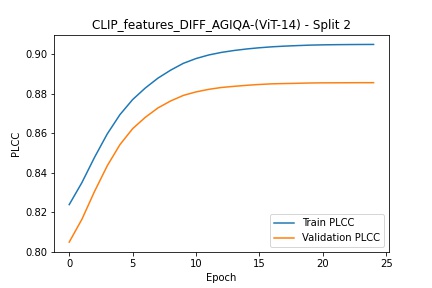 CLIP_features_DIFF_AGIQA-(ViT-14) - Split 2
PLCC
0.90
0.88
0.86
0.84
0.82
0.80
Train PLCC
Validation PLCC
0 5 10 15 20 25
Epoch